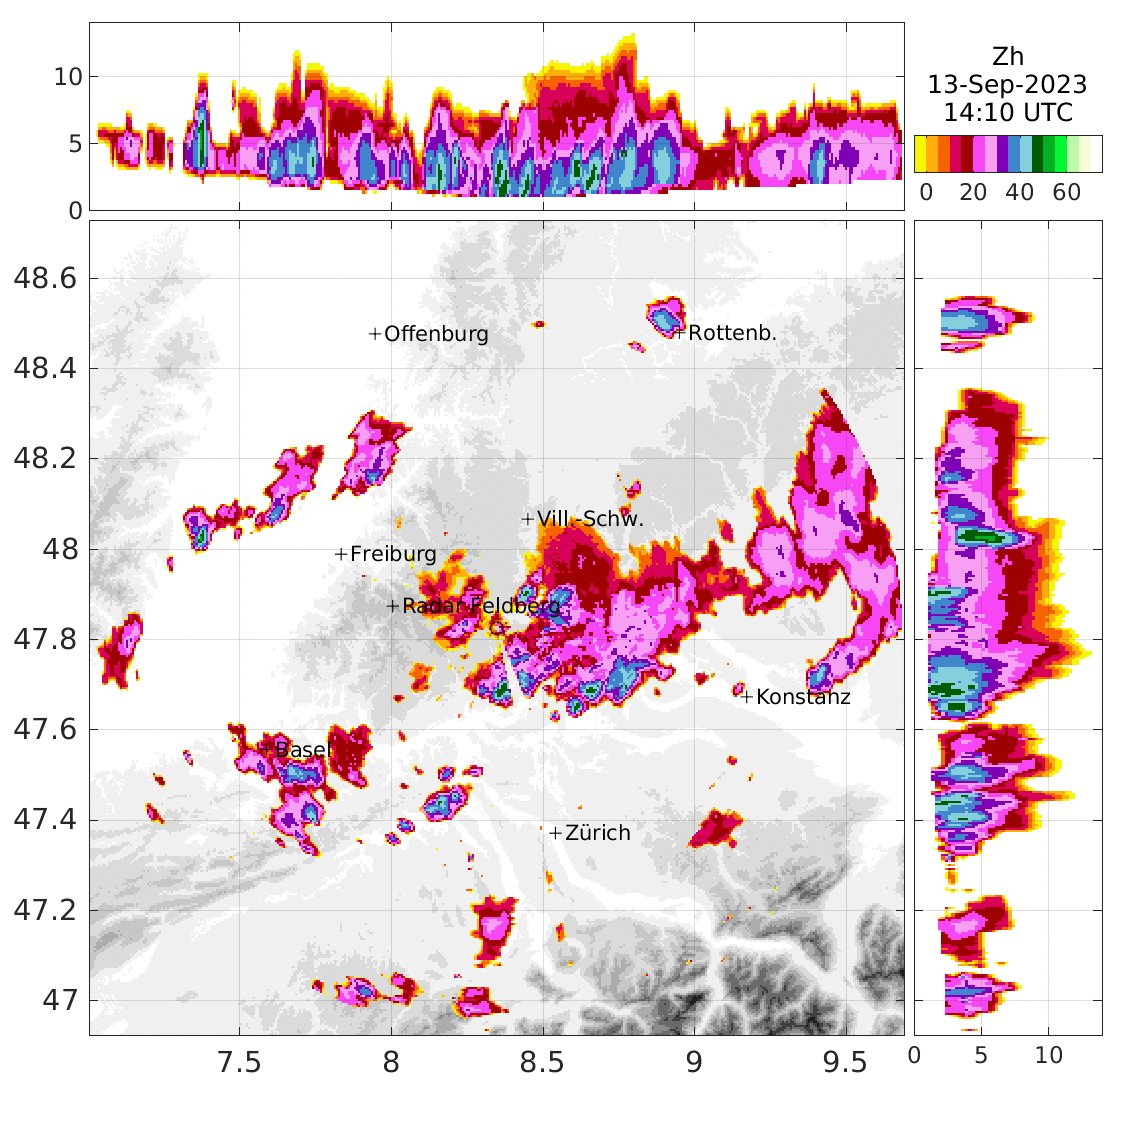 10
5
0
Zh
13-Sep-2023
14:10 UTC
0 20 40 60
48.6
48.4
48.2
48
47.8
47.6
47.4
47.2
47
Offenburg
Rottenb.
Vill.-Schw.
Freiburg
Radar Feldberg
Konstanz
Basel
Zürich
7.5 8 8.5 9 9.5
0 5 10